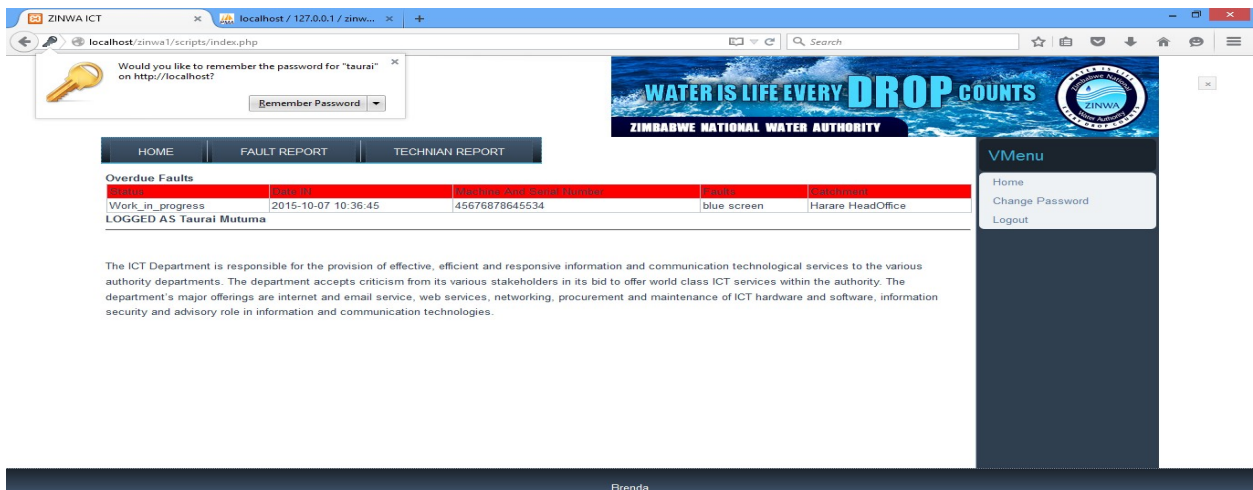 ZINWA ICT
localhost / 127.0.0.1 / zinw...
localhost/zinwa1/scripts/index.php
Search
Would you like to remember the password for "taurai" on http://localhost?
Remember Password
WATER IS LIFE EVERY DROP COUNTS
ZIMBABWE NATIONAL WATER AUTHORITY
ZINWA
HOME FAULT REPORT TECHNIAN REPORT
VMenu
Home
Change Password
Logout
Overdue Faults
Status Date IN Machine And Serial Number Faults Catchment
Work_in_progress 2015-10-07 10:36:45 45676878645534 blue screen Harare HeadOffice
LOGGED AS Taurai Mutuma
The ICT Department is responsible for the provision of effective, efficient and responsive information and communication technological services to the various
authority departments. The department accepts criticism from its various stakeholders in its bid to offer world class ICT services within the authority. The
department's major offerings are internet and email service, web services, networking, procurement and maintenance of ICT hardware and software, information
security and advisory role in information and communication technologies.
Brenda